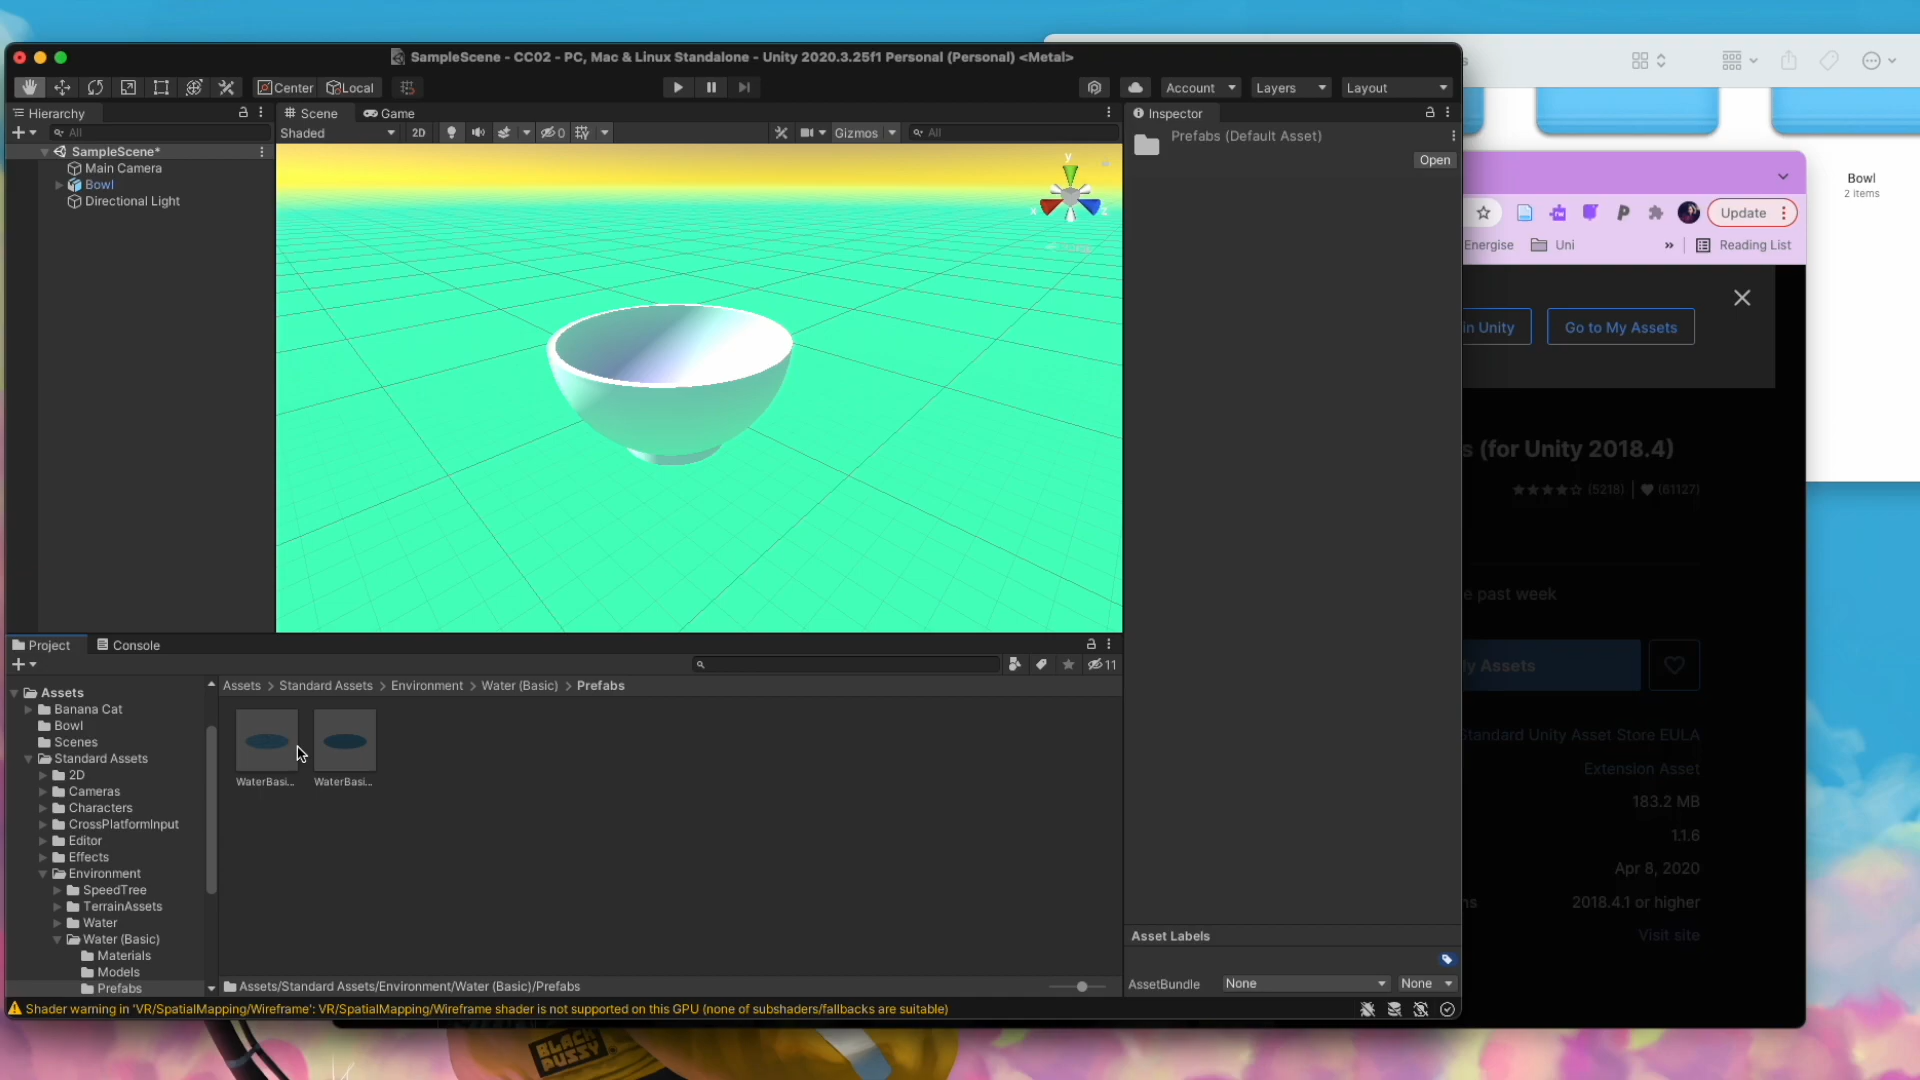 SampleScene - CC02 - PC, Mac & Linux Standalone - Unity 2020.3.25f1 Personal (Personal) <Metal>
Center Local Account Layers Layout
Hierarchy
All
SampleScene*
Main Camera
Bowl
Directional Light
Scene Game
Shaded 2D 0 Gizmos All
y
x z
Inspector
Prefabs (Default Asset)
Open
Project Console
11
Assets
Banana Cat
Bowl
Scenes
Standard Assets
2D
Cameras
Characters
CrossPlatformInput
Editor
Effects
Environment
SpeedTree
TerrainAssets
Water
Water (Basic)
Materials
Models
Prefabs
Assets > Standard Assets > Environment > Water (Basic) > Prefabs
WaterBasi... WaterBasi...
Assets/Standard Assets/Environment/Water (Basic)/Prefabs
Asset Labels
AssetBundle None None
Shader warning in 'VR/SpatialMapping/Wireframe': VR/SpatialMapping/Wireframe shader is not supported on this GPU (none of subshaders/fallbacks are suitable)
s
Bowl
2 items
Update
Energise Uni » Reading List
in Unity Go to My Assets
s (for Unity 2018.4)
(5218) (61127)
e past week
y Assets
Standard Unity Asset Store EULA
Extension Asset
183.2 MB
1.1.6
Apr 8, 2020
ns 2018.4.1 or higher
Visit site
BLACK
PUSSY